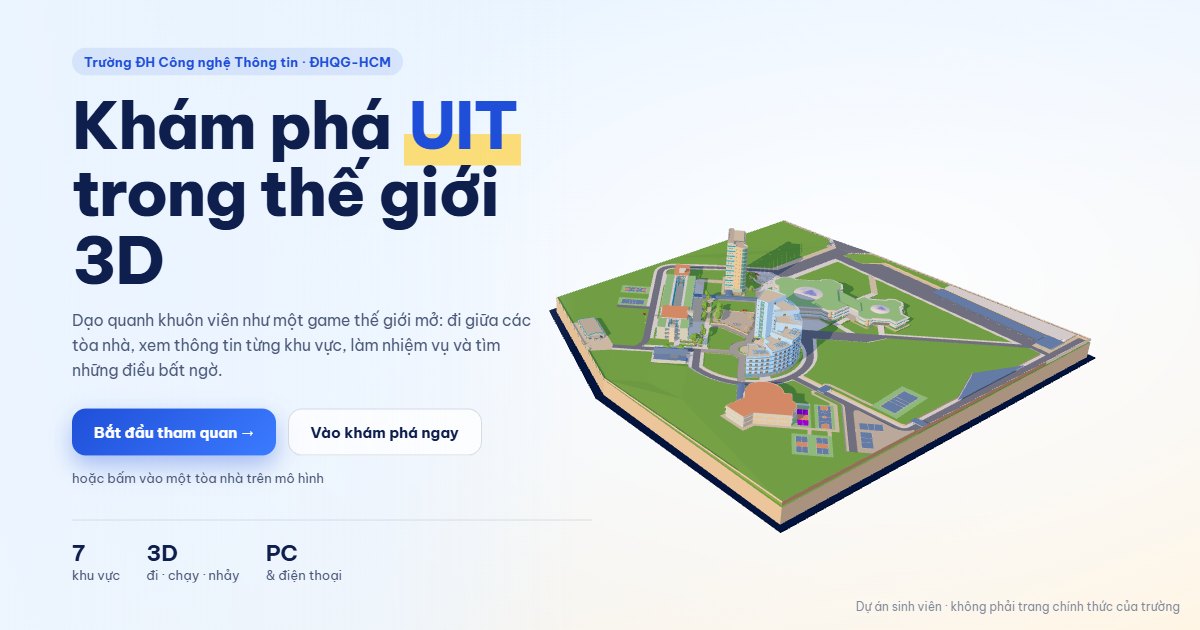 Trường ĐH Công nghệ Thông tin · ĐHQG-HCM
Khám phá UIT
trong thế giới
3D
Dạo quanh khuôn viên như một game thế giới mở: đi giữa các
tòa nhà, xem thông tin từng khu vực, làm nhiệm vụ và tìm
những điều bất ngờ.
Bắt đầu tham quan →
Vào khám phá ngay
hoặc bấm vào một tòa nhà trên mô hình
7
khu vực
3D
đi · chạy · nhảy
PC
& điện thoại
Dự án sinh viên · không phải trang chính thức của trường